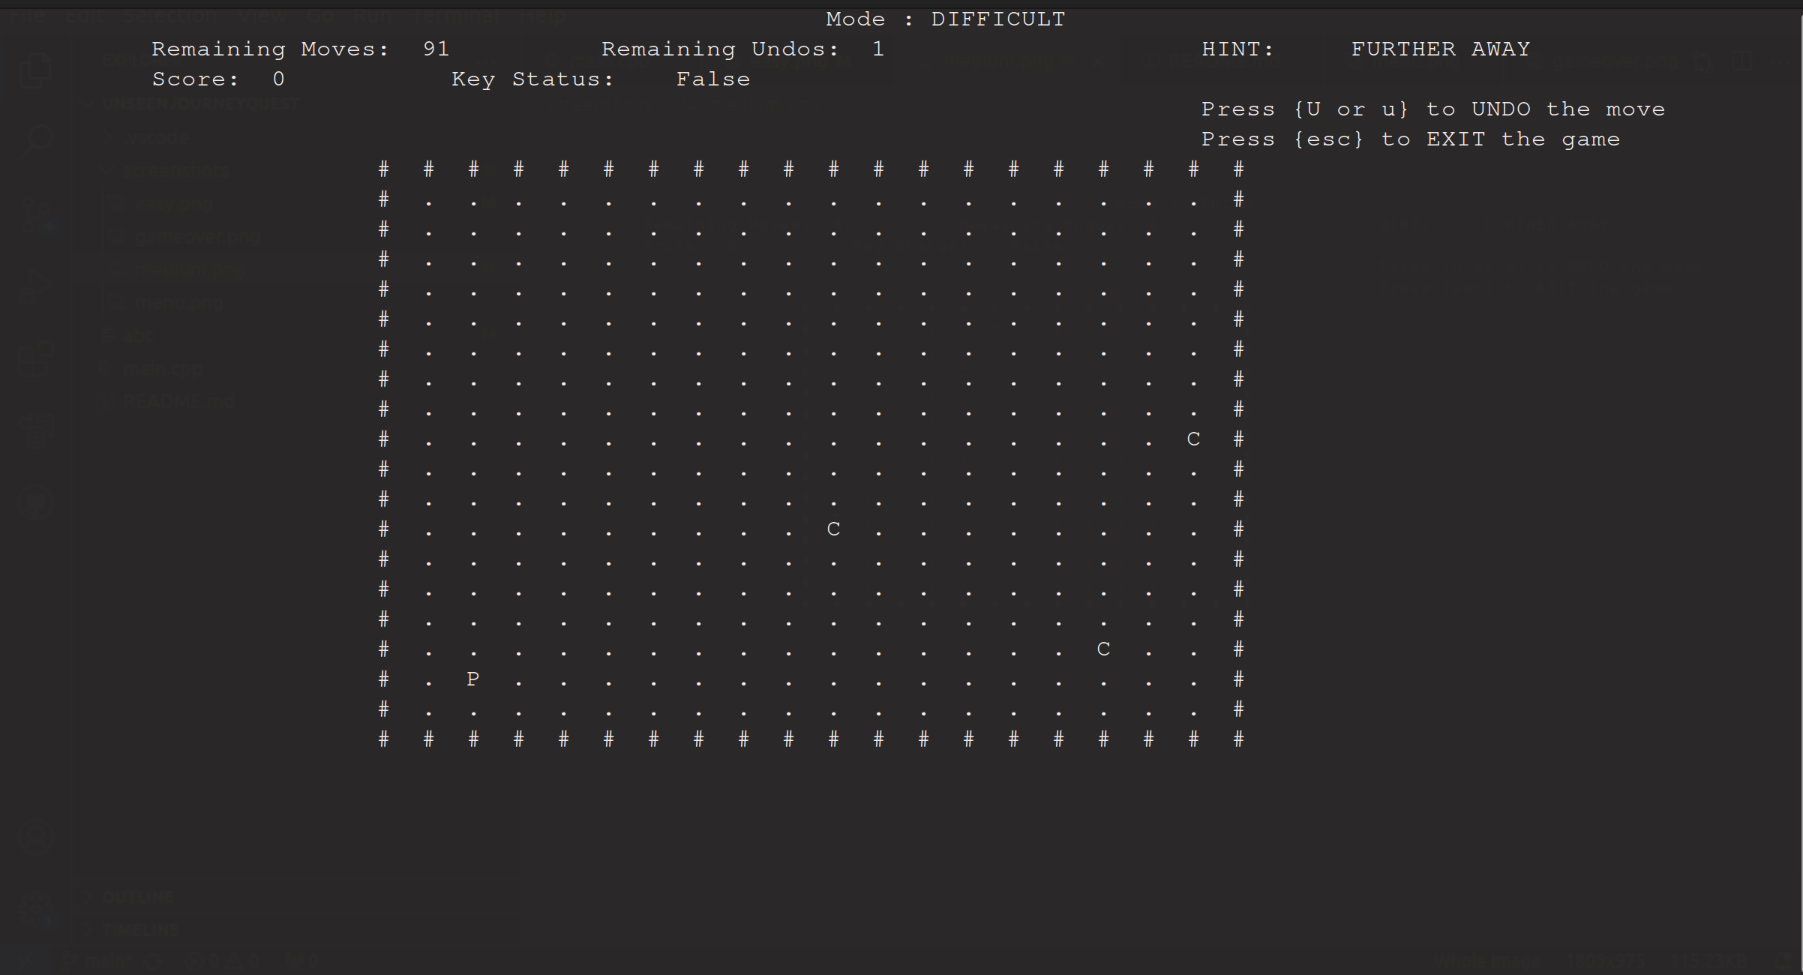 Mode : DIFFICULT
Remaining Moves: 91 Remaining Undos: 1 HINT: FURTHER AWAY
Score: 0 Key Status: False
Press {U or u} to UNDO the move
Press {esc} to EXIT the game
# # # # # # # # # # # # # # # # # # # #
# . . . . . . . . . . . . . . . . . . #
# . . . . . . . . . . . . . . . . . . #
# . . . . . . . . . . . . . . . . . . #
# . . . . . . . . . . . . . . . . . . #
# . . . . . . . . . . . . . . . . . . #
# . . . . . . . . . . . . . . . . . . #
# . . . . . . . . . . . . . . . . . . #
# . . . . . . . . . . . . . . . . . . #
# . . . . . . . . . . . . . . . . . C #
# . . . . . . . . . . . . . . . . . . #
# . . . . . . . . . . . . . . . . . . #
# . . . . . . . . . C . . . . . . . . #
# . . . . . . . . . . . . . . . . . . #
# . . . . . . . . . . . . . . . . . . #
# . . . . . . . . . . . . . . . . . . #
# . . . . . . . . . . . . . . . C . . #
# . P . . . . . . . . . . . . . . . . #
# . . . . . . . . . . . . . . . . . . #
# # # # # # # # # # # # # # # # # # # #